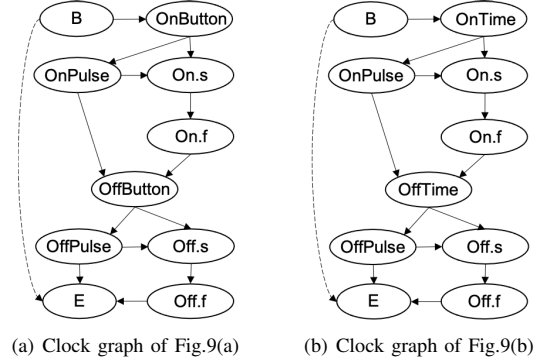 B OnButton
OnPulse On.s
On.f
OffButton
OffPulse Off.s
E Off.f
(a) Clock graph of Fig.9(a)
B OnTime
OnPulse On.s
On.f
OffTime
OffPulse Off.s
E Off.f
(b) Clock graph of Fig.9(b)